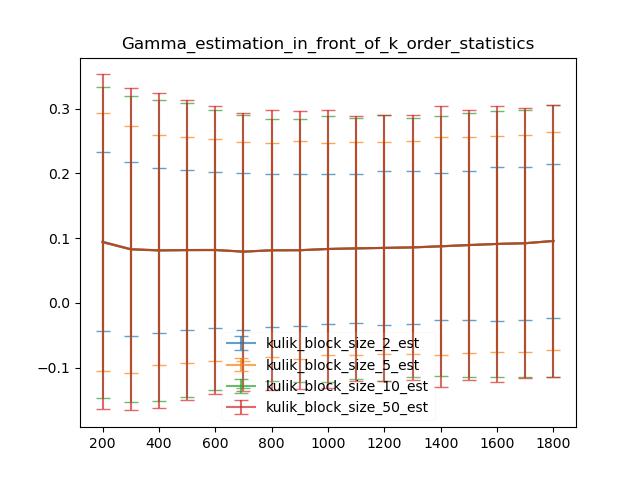 Gamma_estimation_in_front_of_k_order_statistics
0.3
0.2
0.1
0.0
−0.1
kulik_block_size_2_est
kulik_block_size_5_est
kulik_block_size_10_est
kulik_block_size_50_est
200 400 600 800 1000 1200 1400 1600 1800